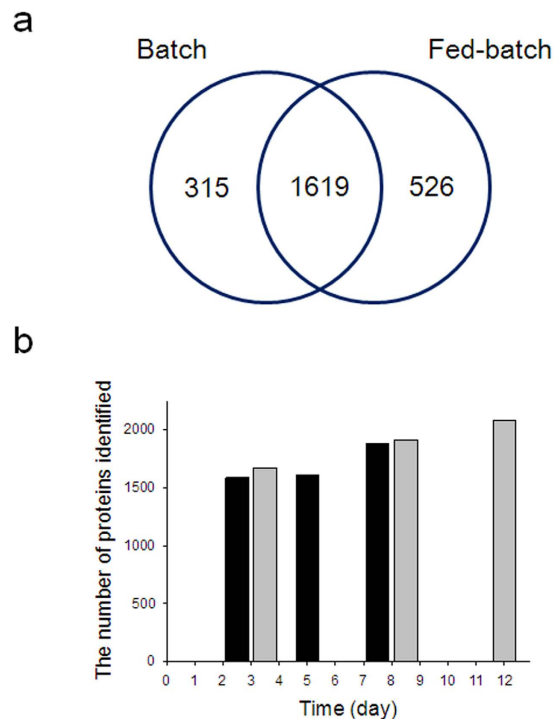 a
Batch Fed-batch
315 1619 526
b
The number of proteins identified
2000
1500
1000
500
0
0 1 2 3 4 5 6 7 8 9 10 11 12
Time (day)